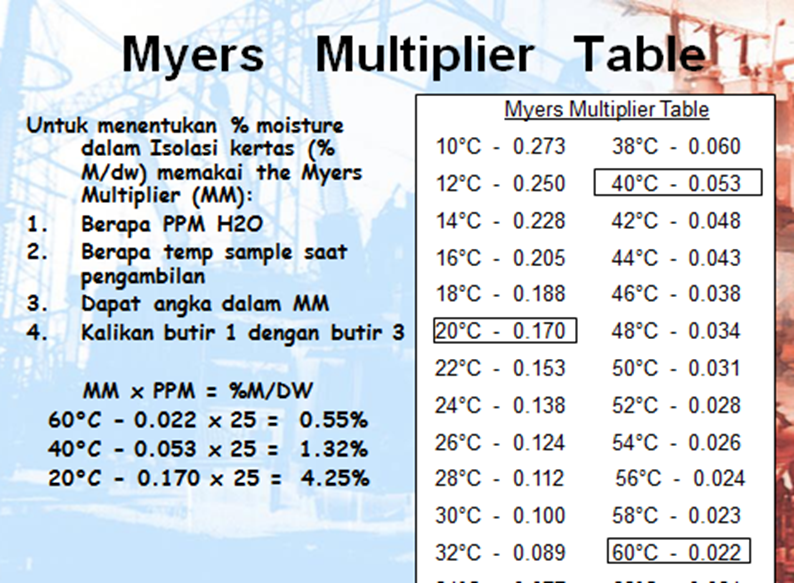 Myers Multiplier Table
Untuk menentukan % moisture
dalam Isolasi kertas (%
M/dw) memakai the Myers
Multiplier (MM):
1. Berapa PPM H2O
2. Berapa temp sample saat
pengambilan
3. Dapat angka dalam MM
4. Kalikan butir 1 dengan butir 3
MM x PPM = %M/DW
60°C - 0.022 x 25 = 0.55%
40°C - 0.053 x 25 = 1.32%
20°C - 0.170 x 25 = 4.25%
Myers Multiplier Table
10°C - 0.273 38°C - 0.060
12°C - 0.250 40°C - 0.053
14°C - 0.228 42°C - 0.048
16°C - 0.205 44°C - 0.043
18°C - 0.188 46°C - 0.038
20°C - 0.170 48°C - 0.034
22°C - 0.153 50°C - 0.031
24°C - 0.138 52°C - 0.028
26°C - 0.124 54°C - 0.026
28°C - 0.112 56°C - 0.024
30°C - 0.100 58°C - 0.023
32°C - 0.089 60°C - 0.022